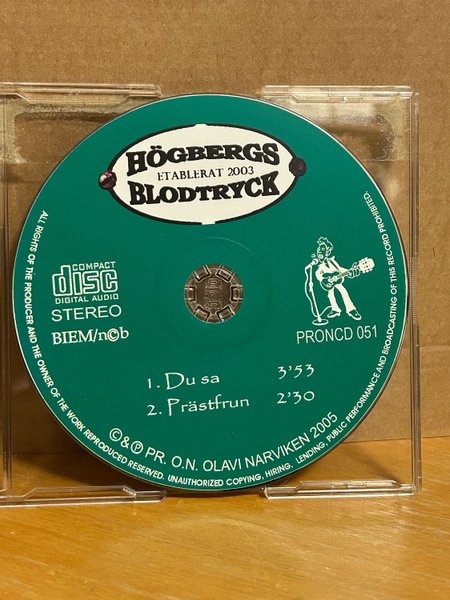 HÖGBERGS
ETABLERAT 2003
BLODTRYCK
COMPACT
disc
DIGITAL AUDIO
STEREO
BIEM/n©b
PRONCD 051
1. Du sa 3'53
2. Prästfrun 2'30
©&℗ PR. O.N. OLAVI NARVIKEN 2005
ALL RIGHTS OF THE PRODUCER AND THE OWNER OF THE WORK REPRODUCED RESERVED. UNAUTHORIZED COPYING, HIRING, LENDING, PUBLIC PERFORMANCE AND BROADCASTING OF THIS RECORD PROHIBITED.